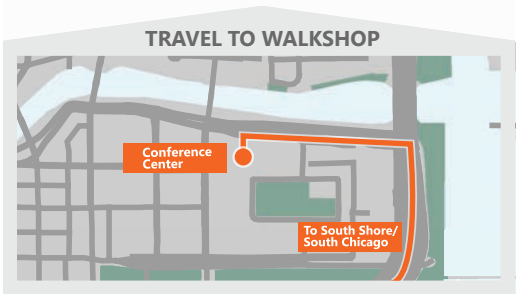 TRAVEL TO WALKSHOP
Conference
Center
To South Shore/
South Chicago